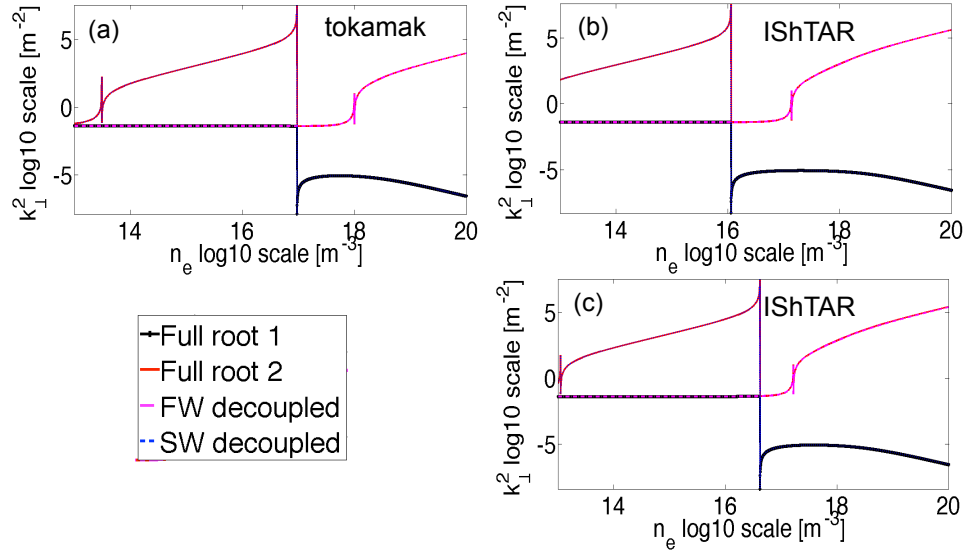 (a)
tokamak
k⊥² log10 scale [m⁻²]
5
0
-5
14
16
17
18
20
nₑ log10 scale [m⁻³]
(b)
IShTAR
k⊥² log10 scale [m⁻²]
5
0
-5
14
16
17
18
20
nₑ log10 scale [m⁻³]
(c)
IShTAR
k⊥² log10 scale [m⁻²]
5
0
-5
14
16
17
18
20
nₑ log10 scale [m⁻³]
Full root 1
Full root 2
FW decoupled
SW decoupled